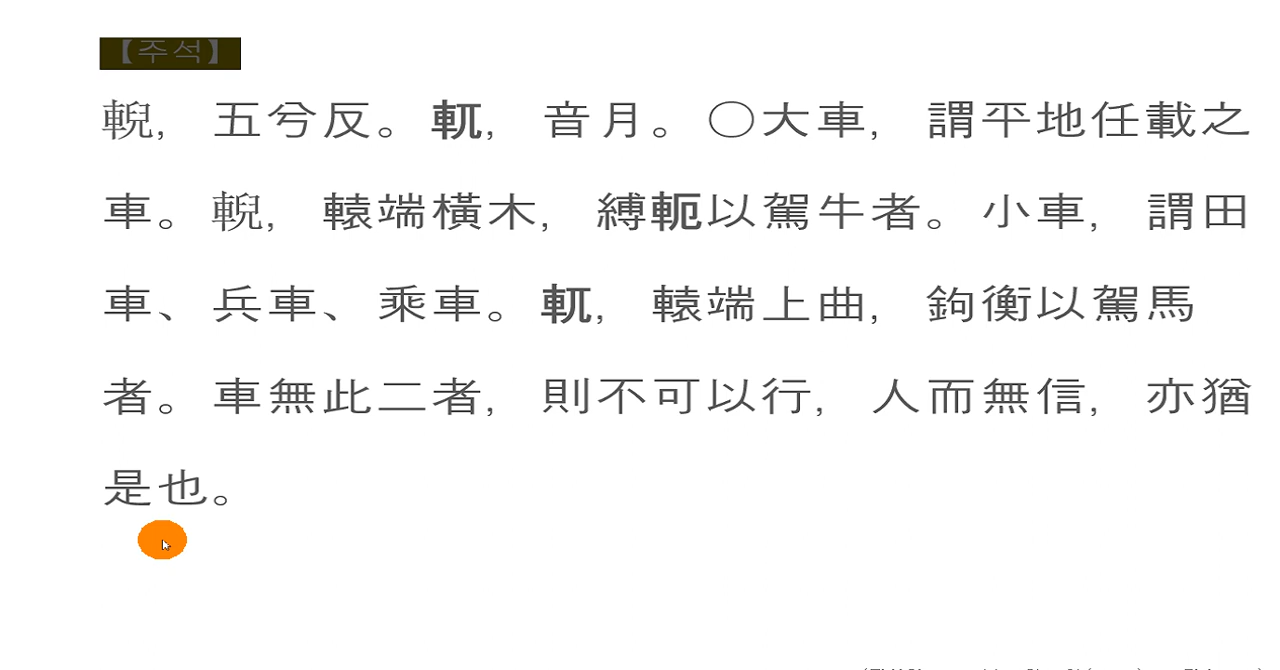 【주석】
輗, 五兮反。軏, 音月。○大車, 謂平地任載之
車。輗, 轅端橫木, 縛軛以駕牛者。小車, 謂田
車、兵車、乘車。軏, 轅端上曲, 鉤衡以駕馬
者。車無此二者, 則不可以行, 人而無信, 亦猶
是也。